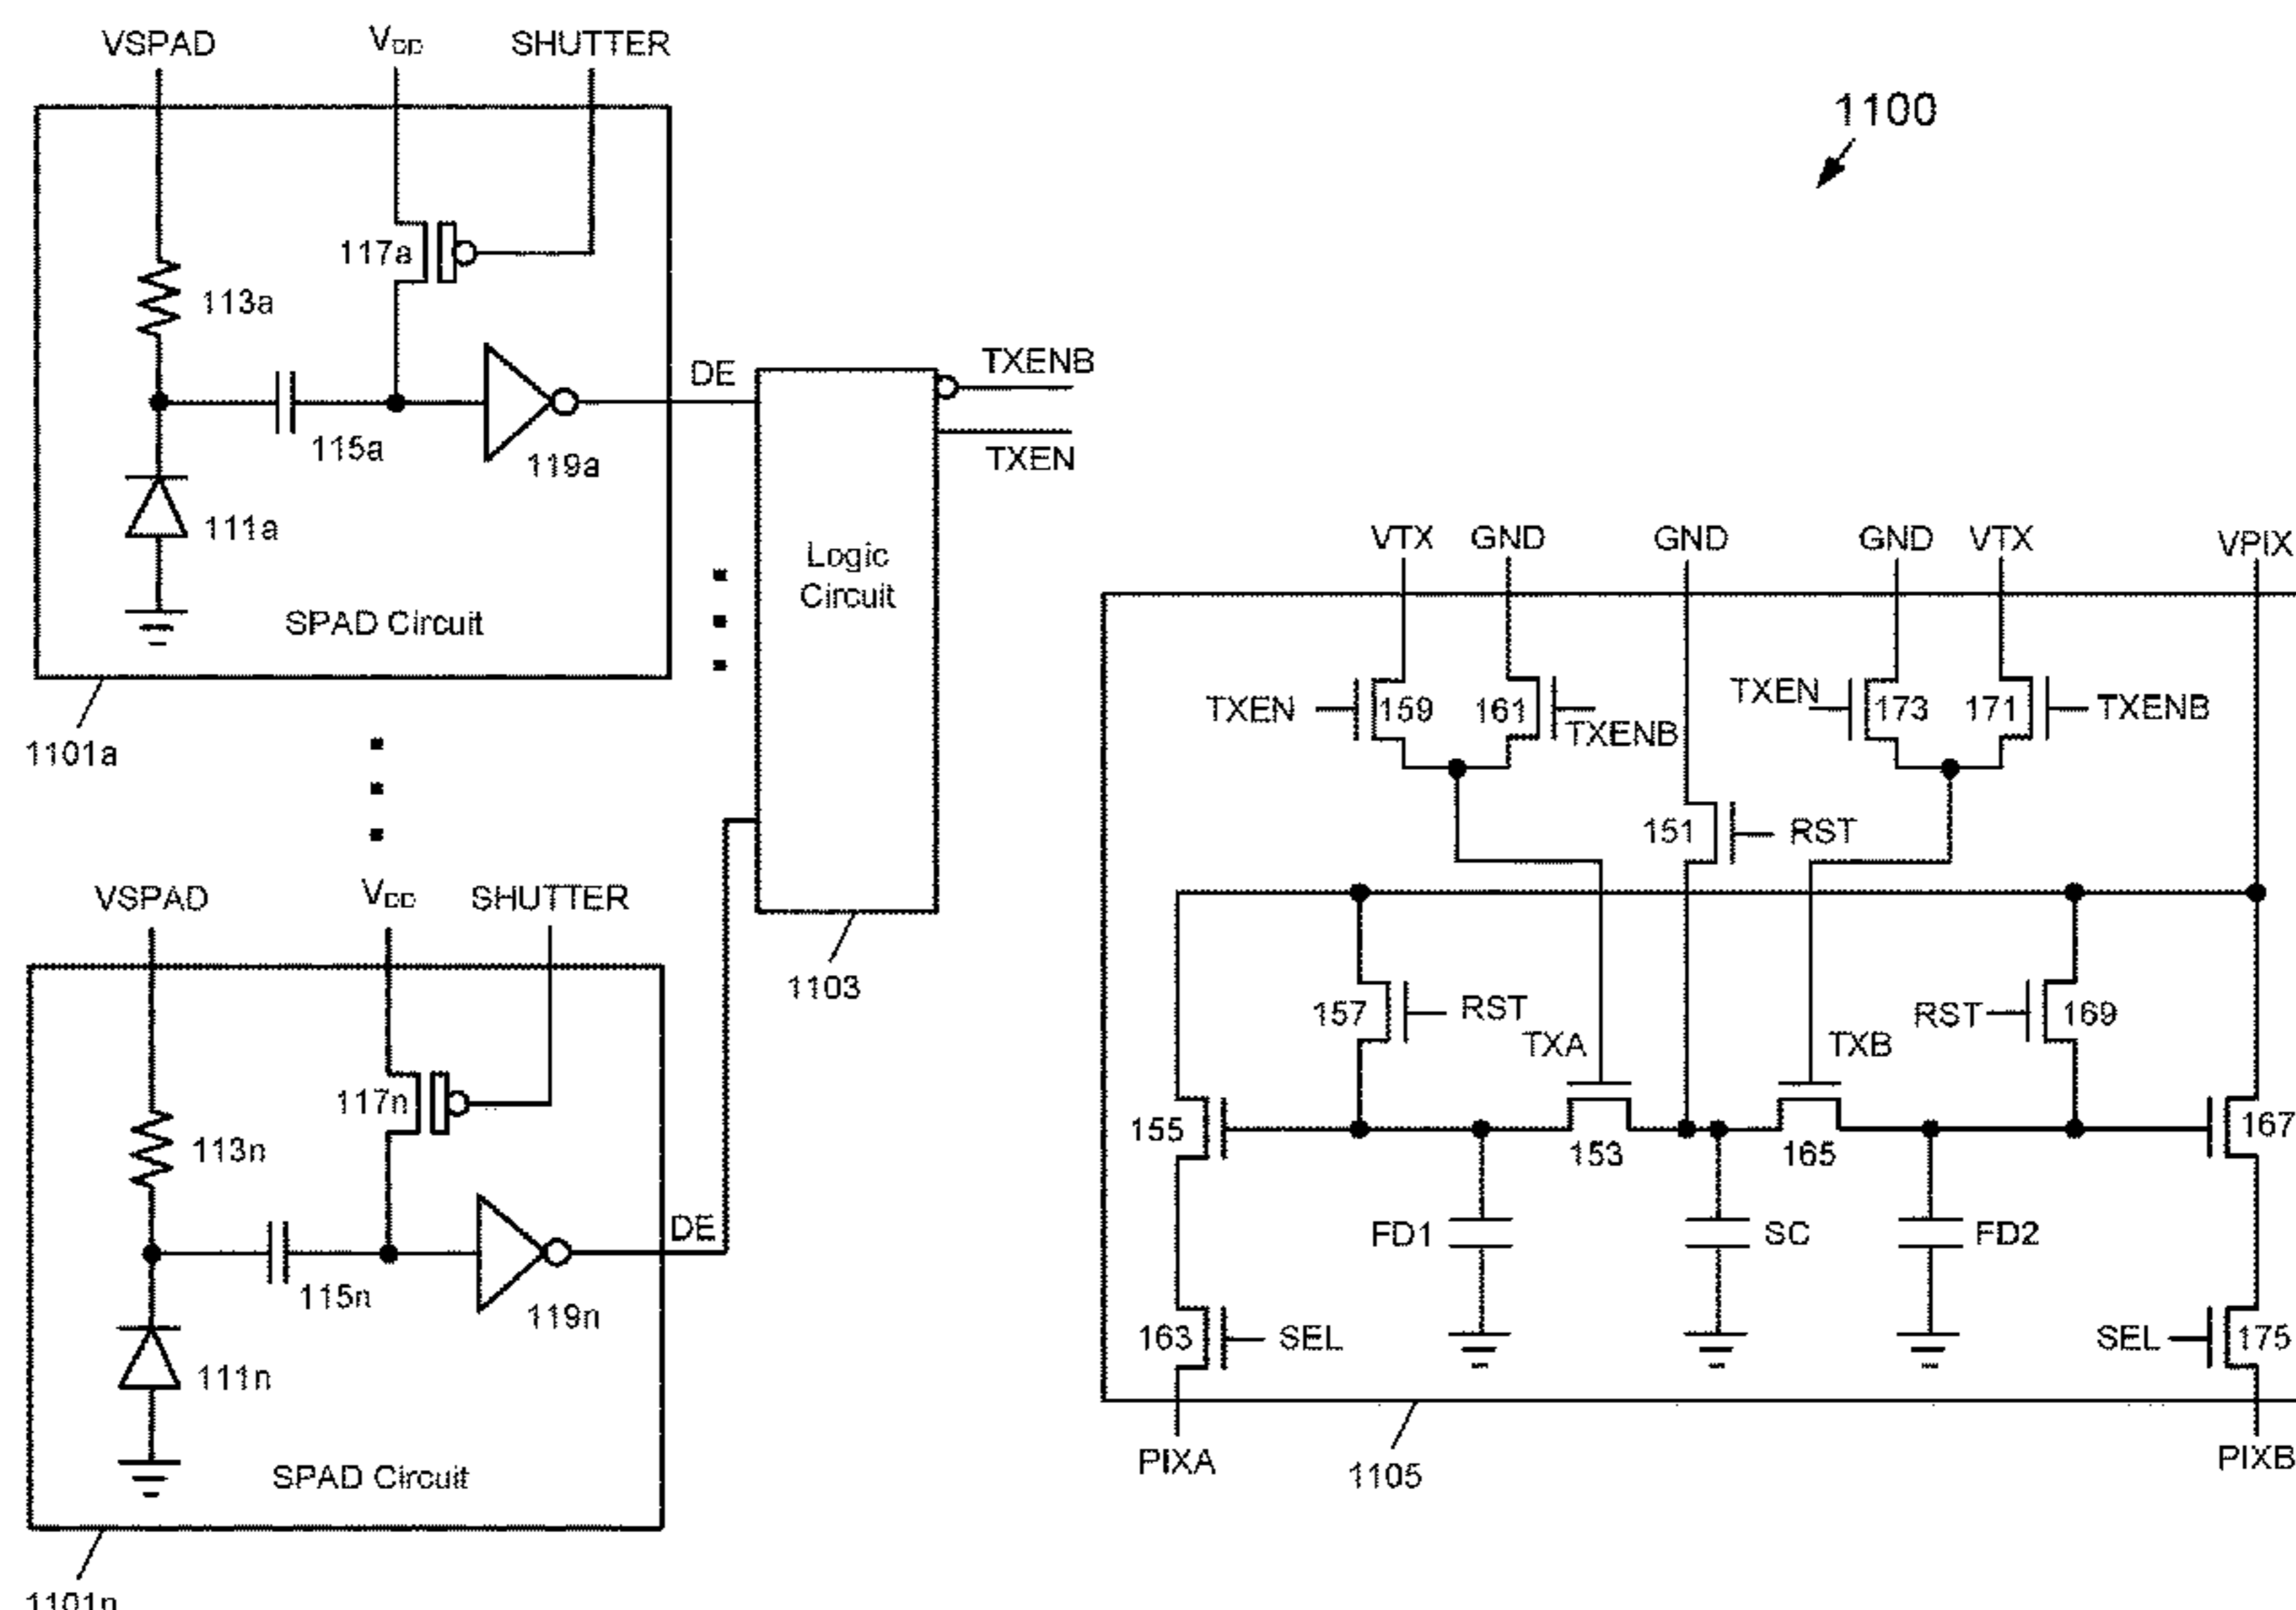 VSPAD
VDD
SHUTTER
1100
117a
113a
DE
TXENB
TXEN
115a
119a
111a
Logic
Circuit
SPAD Circuit
1101a
VTX
GND
GND
GND
VTX
VPIX
TXEN
159
161
TXENB
TXEN
173
171
TXENB
151
RST
VSPAD
VDD
SHUTTER
1103
157
RST
TXA
TXB
RST
169
117n
113n
155
153
165
167
DE
FD1
SC
FD2
115n
119n
163
SEL
SEL
175
111n
SPAD Circuit
PIXA
1105
PIXB
1101n